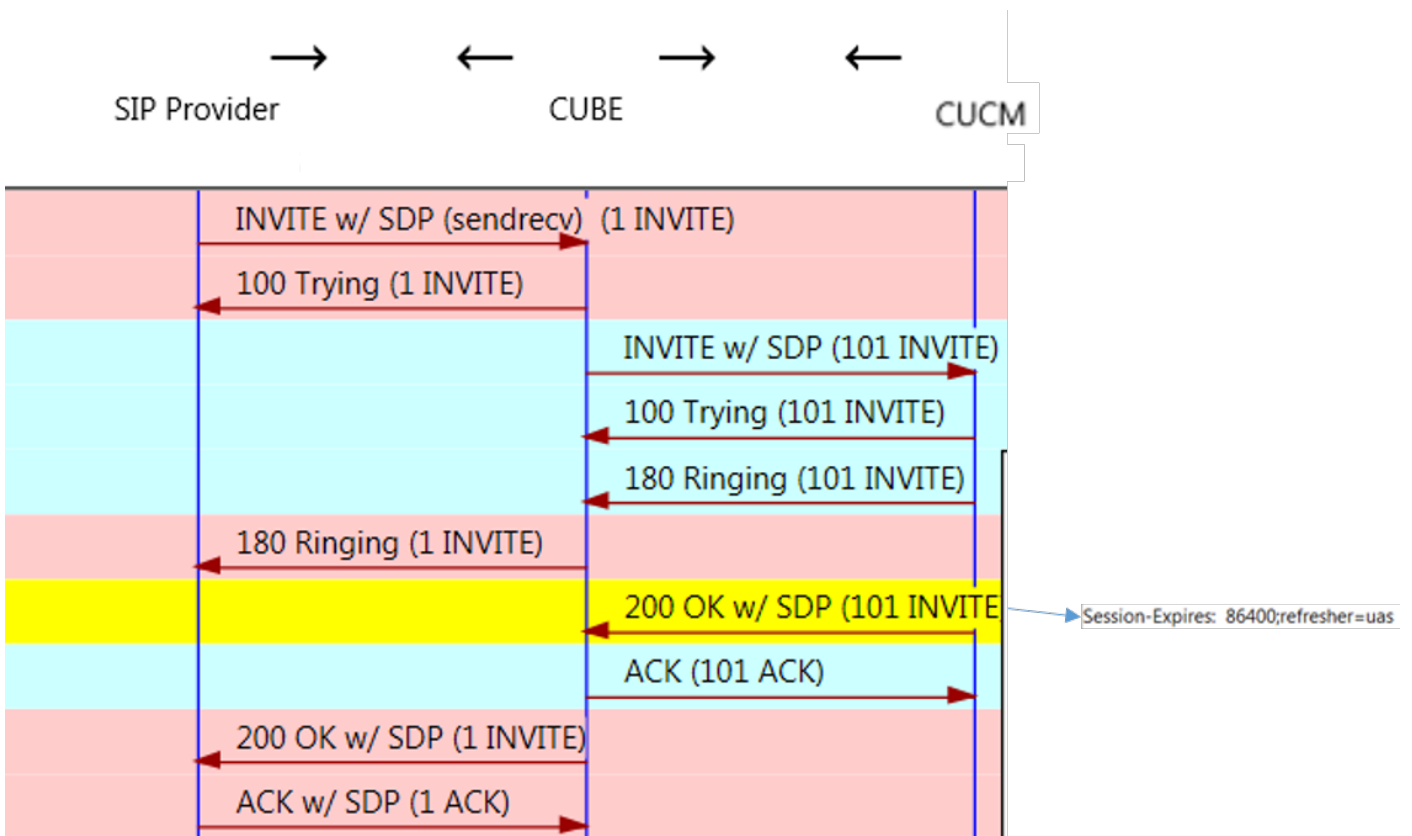 SIP Provider CUBE CUCM
INVITE w/ SDP (sendrecv) (1 INVITE)
100 Trying (1 INVITE)
INVITE w/ SDP (101 INVITE)
100 Trying (101 INVITE)
180 Ringing (101 INVITE)
180 Ringing (1 INVITE)
200 OK w/ SDP (101 INVITE
Session-Expires: 86400;refresher=uas
ACK (101 ACK)
200 OK w/ SDP (1 INVITE)
ACK w/ SDP (1 ACK)